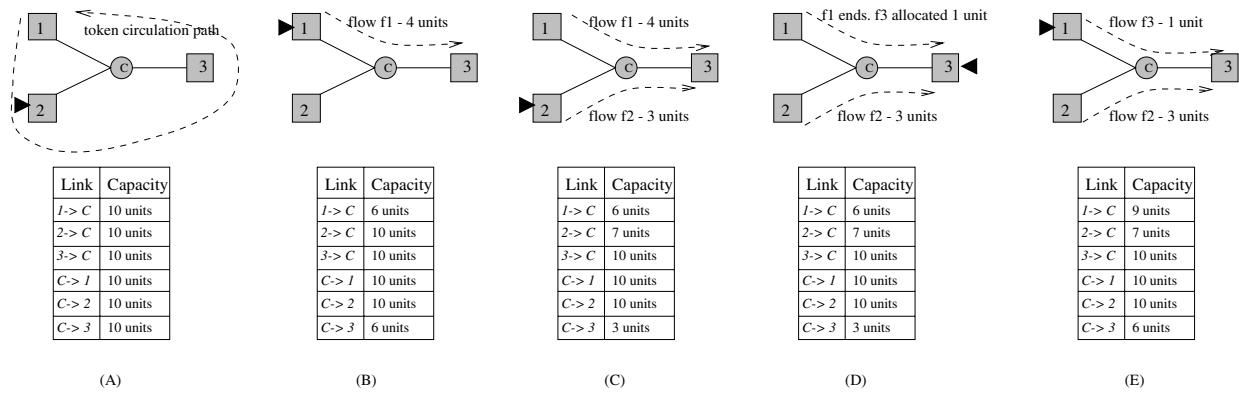 1
token circulation path
C
3
2
Link Capacity
1-> C 10 units
2-> C 10 units
3-> C 10 units
C-> 1 10 units
C-> 2 10 units
C-> 3 10 units
(A)
1
flow f1 - 4 units
C
3
2
Link Capacity
1-> C 6 units
2-> C 10 units
3-> C 10 units
C-> 1 10 units
C-> 2 10 units
C-> 3 6 units
(B)
1
flow f1 - 4 units
C
3
2
flow f2 - 3 units
Link Capacity
1-> C 6 units
2-> C 7 units
3-> C 10 units
C-> 1 10 units
C-> 2 10 units
C-> 3 3 units
(C)
1
f1 ends. f3 allocated 1 unit
C
3
2
flow f2 - 3 units
Link Capacity
1-> C 6 units
2-> C 7 units
3-> C 10 units
C-> 1 10 units
C-> 2 10 units
C-> 3 3 units
(D)
1
flow f3 - 1 unit
C
3
2
flow f2 - 3 units
Link Capacity
1-> C 9 units
2-> C 7 units
3-> C 10 units
C-> 1 10 units
C-> 2 10 units
C-> 3 6 units
(E)